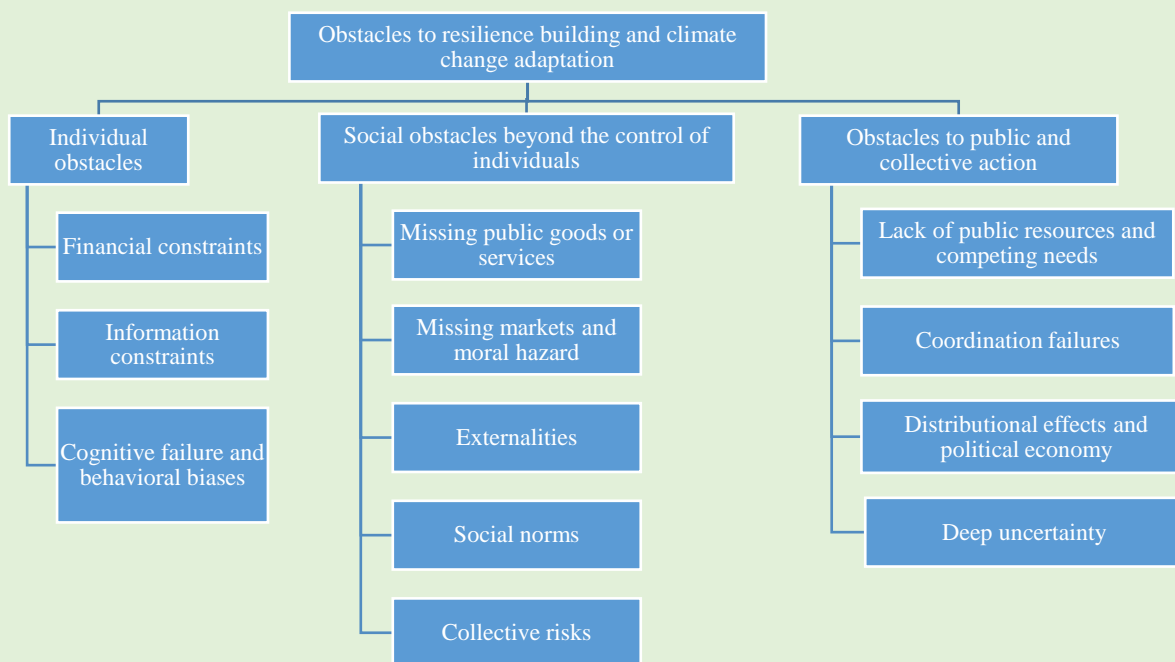 Obstacles to resilience building and climate
change adaptation
Individual
obstacles
Financial constraints
Information
constraints
Cognitive failure and
behavioral biases
Social obstacles beyond the control of
individuals
Missing public goods or
services
Missing markets and
moral hazard
Externalities
Social norms
Collective risks
Obstacles to public and
collective action
Lack of public resources and
competing needs
Coordination failures
Distributional effects and
political economy
Deep uncertainty